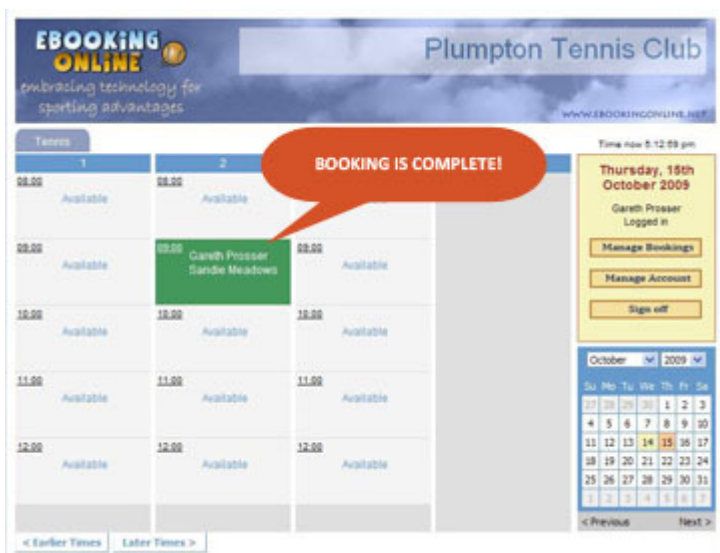 EBOOKING
ONLINE
embracing technology for
sporting advantages
Plumpton Tennis Club
WWW.EBOOKINGONLINE.NET
Tennis
Time now 5:12:59 pm
1
2
BOOKING IS COMPLETE!
08.00
Available
08.00
Available
Available
09.00
Available
09.00
Gareth Prosser
Sandie Meadows
09.00
Available
10.00
Available
10.00
Available
10.00
Available
11.00
Available
11.00
Available
11.00
Available
12.00
Available
12.00
Available
12.00
Available
< Earlier Times
Later Times >
Thursday, 15th
October 2009
Gareth Prosser
Logged in
Manage Bookings
Manage Account
Sign off
October 2009
Su Mo Tu We Th Fr Sa
27 28 29 30 1 2 3
4 5 6 7 8 9 10
11 12 13 14 15 16 17
18 19 20 21 22 23 24
25 26 27 28 29 30 31
1 2 3 4 5 6 7
< Previous Next >